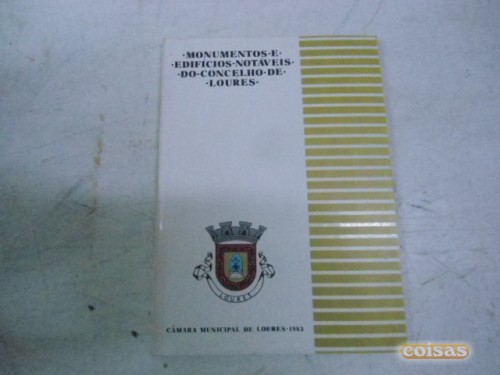 ·MONUMENTOS·E·
·EDIFÍCIOS·NOTÁVEIS·
·DO·CONCELHO·DE·
·LOURES·
LOURES
CÂMARA MUNICIPAL DE LOURES·1983
coisas